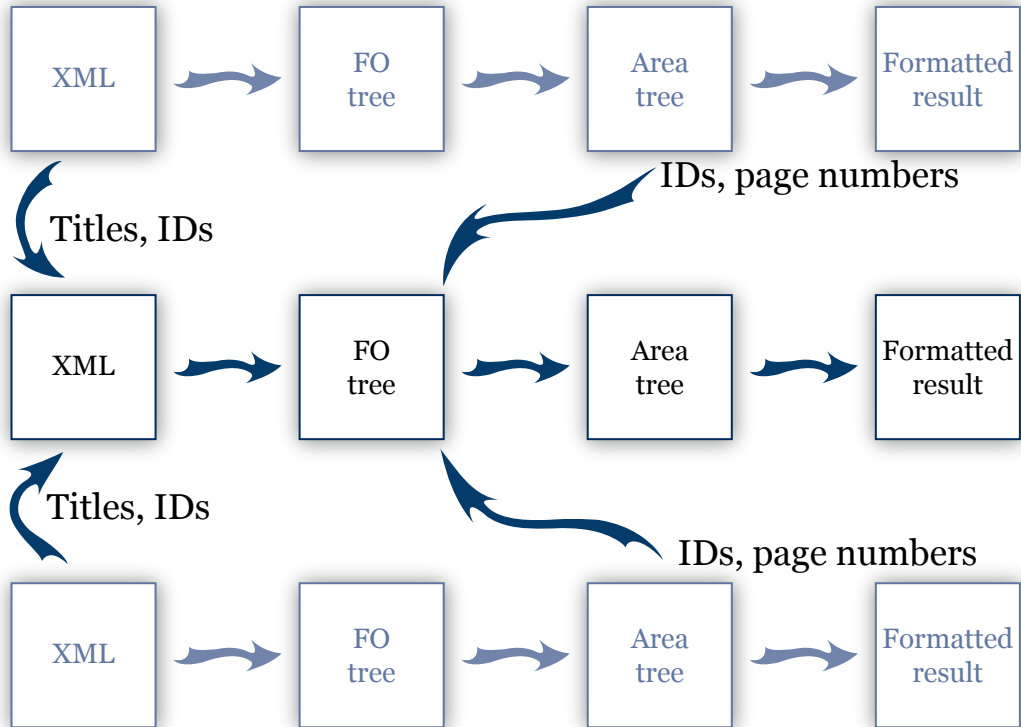 XML
FO
tree
Area
tree
Formatted
result
IDs, page numbers
Titles, IDs
XML
FO
tree
Area
tree
Formatted
result
Titles, IDs
IDs, page numbers
XML
FO
tree
Area
tree
Formatted
result